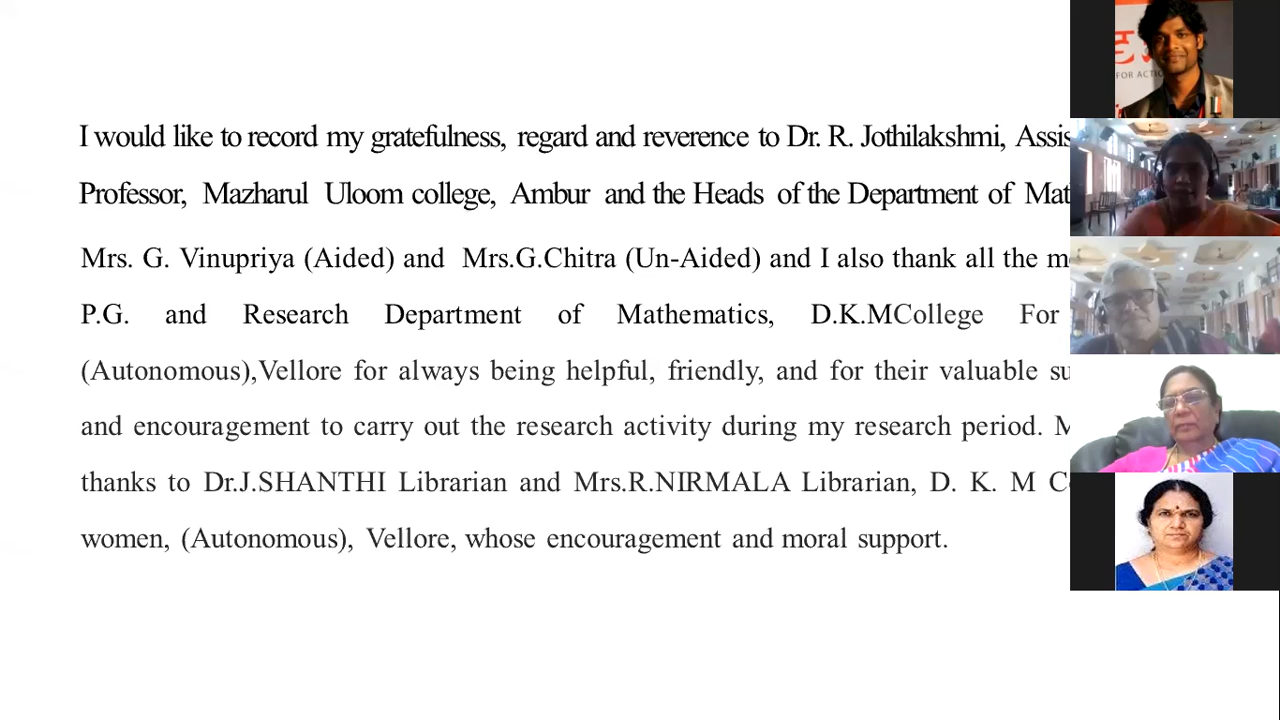 I would like to record my gratefulness, regard and reverence to Dr. R. Jothilakshmi,
Professor, Mazharul Uloom college, Ambur and the Heads of the Department of
Mrs. G. Vinupriya (Aided) and Mrs.G.Chitra (Un-Aided) and I also thank all the
P.G. and Research Department of Mathematics, D.K.MCollege For
(Autonomous),Vellore for always being helpful, friendly, and for their valuable
and encouragement to carry out the research activity during my research period.
thanks to Dr.J.SHANTHI Librarian and Mrs.R.NIRMALA Librarian, D. K. M
women, (Autonomous), Vellore, whose encouragement and moral support.
FOR